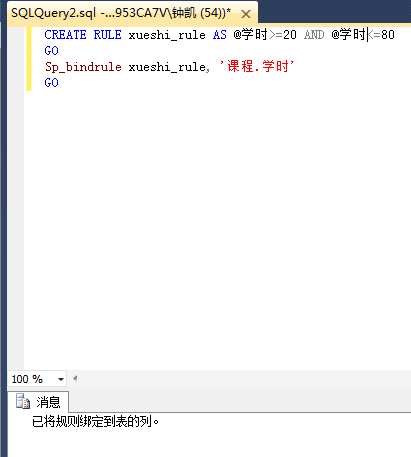 SQLQuery2.sql -...953CA7V\钟凯 (54))*
CREATE RULE xueshi_rule AS @学时>=20 AND @学时<=80
GO
Sp_bindrule xueshi_rule, '课程.学时'
GO
100 %
消息
已将规则绑定到表的列。